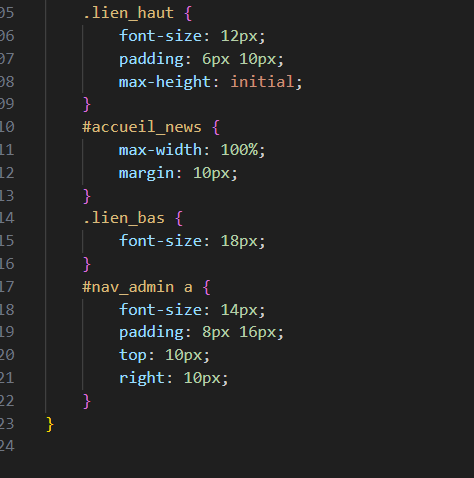 05 .lien_haut {
06 font-size: 12px;
07 padding: 6px 10px;
08 max-height: initial;
09 }
10 #accueil_news {
11 max-width: 100%;
12 margin: 10px;
13 }
14 .lien_bas {
15 font-size: 18px;
16 }
17 #nav_admin a {
18 font-size: 14px;
19 padding: 8px 16px;
20 top: 10px;
21 right: 10px;
22 }
23 }
24